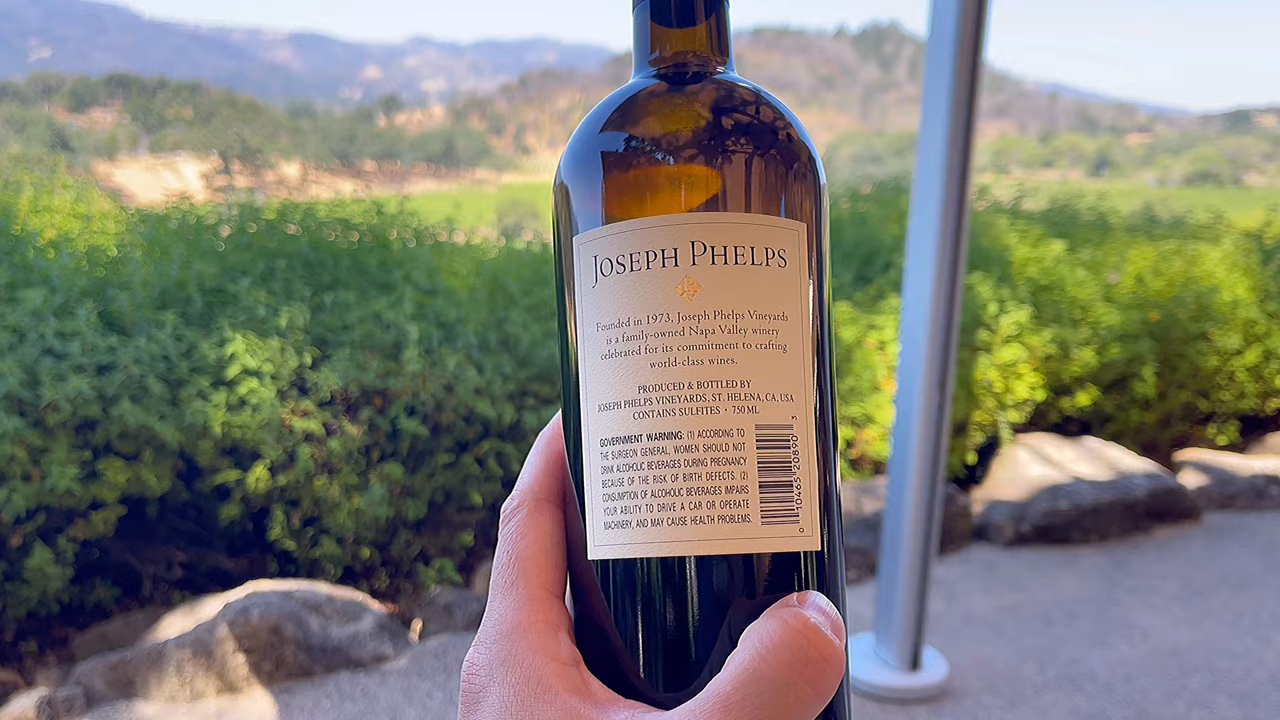 JOSEPH PHELPS
Founded in 1973, Joseph Phelps Vineyards
is a family-owned Napa Valley winery
celebrated for its commitment to crafting
world-class wines.
PRODUCED & BOTTLED BY
JOSEPH PHELPS VINEYARDS, ST. HELENA, CA, USA
CONTAINS SULFITES • 750 ML
GOVERNMENT WARNING: (1) ACCORDING TO
THE SURGEON GENERAL, WOMEN SHOULD NOT
DRINK ALCOHOLIC BEVERAGES DURING PREGNANCY
BECAUSE OF THE RISK OF BIRTH DEFECTS. (2)
CONSUMPTION OF ALCOHOLIC BEVERAGES IMPAIRS
YOUR ABILITY TO DRIVE A CAR OR OPERATE
MACHINERY, AND MAY CAUSE HEALTH PROBLEMS.
0 10465 20890 3